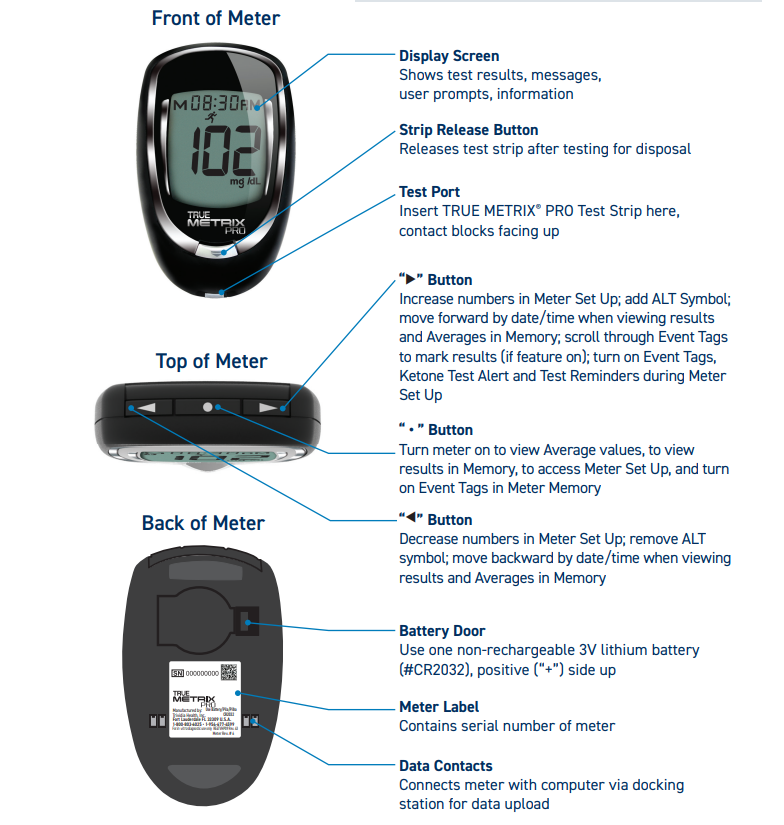 Front of Meter
M 08:30AM
102
mg/dL
TRUE
METRIX
PRO
Display Screen
Shows test results, messages,
user prompts, information
Strip Release Button
Releases test strip after testing for disposal
Test Port
Insert TRUE METRIX® PRO Test Strip here,
contact blocks facing up
“▶” Button
Increase numbers in Meter Set Up; add ALT Symbol;
move forward by date/time when viewing results
and Averages in Memory; scroll through Event Tags
to mark results (if feature on); turn on Event Tags,
Ketone Test Alert and Test Reminders during Meter
Set Up
Top of Meter
“•” Button
Turn meter on to view Average values, to view
results in Memory, to access Meter Set Up, and turn
on Event Tags in Meter Memory
“◀” Button
Decrease numbers in Meter Set Up; remove ALT
symbol; move backward by date/time when viewing
results and Averages in Memory
Back of Meter
SN 000000000
TRUE
METRIX
PRO
Manufactured by
Trividia Health, Inc.
Fort Lauderdale FL 33309 U.S.A.
Battery Door
Use one non-rechargeable 3V lithium battery
(#CR2032), positive (“+”) side up
Meter Label
Contains serial number of meter
Data Contacts
Connects meter with computer via docking
station for data upload